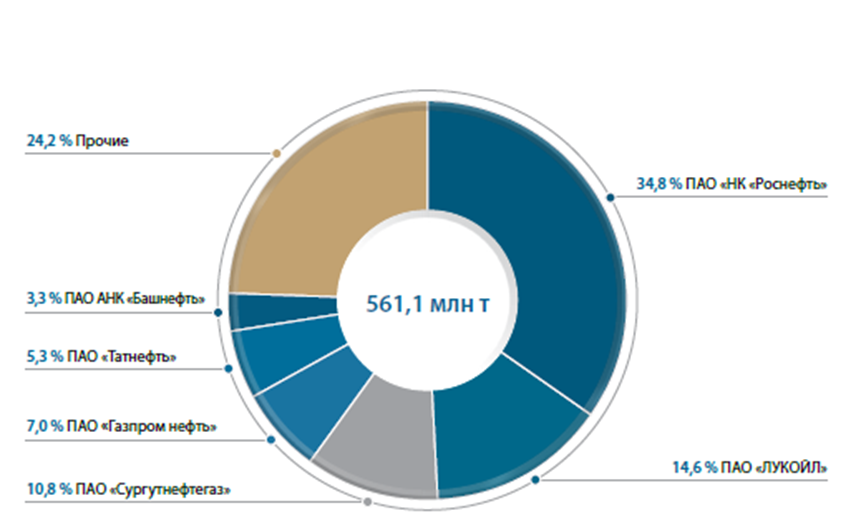 24,2 % Прочие
34,8 % ПАО «НК «Роснефть»
3,3 % ПАО АНК «Башнефть»
561,1 млн т
5,3 % ПАО «Татнефть»
7,0 % ПАО «Газпром нефть»
14,6 % ПАО «ЛУКОЙЛ»
10,8 % ПАО «Сургутнефтегаз»